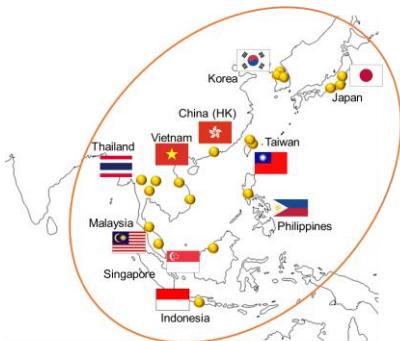 Korea
Japan
China (HK)
Taiwan
Thailand
Vietnam
Philippines
Malaysia
Singapore
Indonesia